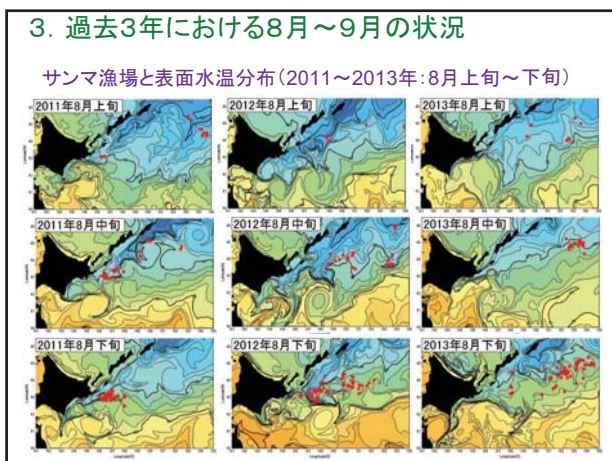 3. 過去3年における8月～9月の状況
サンマ漁場と表面水温分布(2011～2013年:8月上旬～下旬)
2011年8月上旬
2012年8月上旬
2013年8月上旬
2011年8月中旬
2012年8月中旬
2013年8月中旬
2011年8月下旬
2012年8月下旬
2013年8月下旬